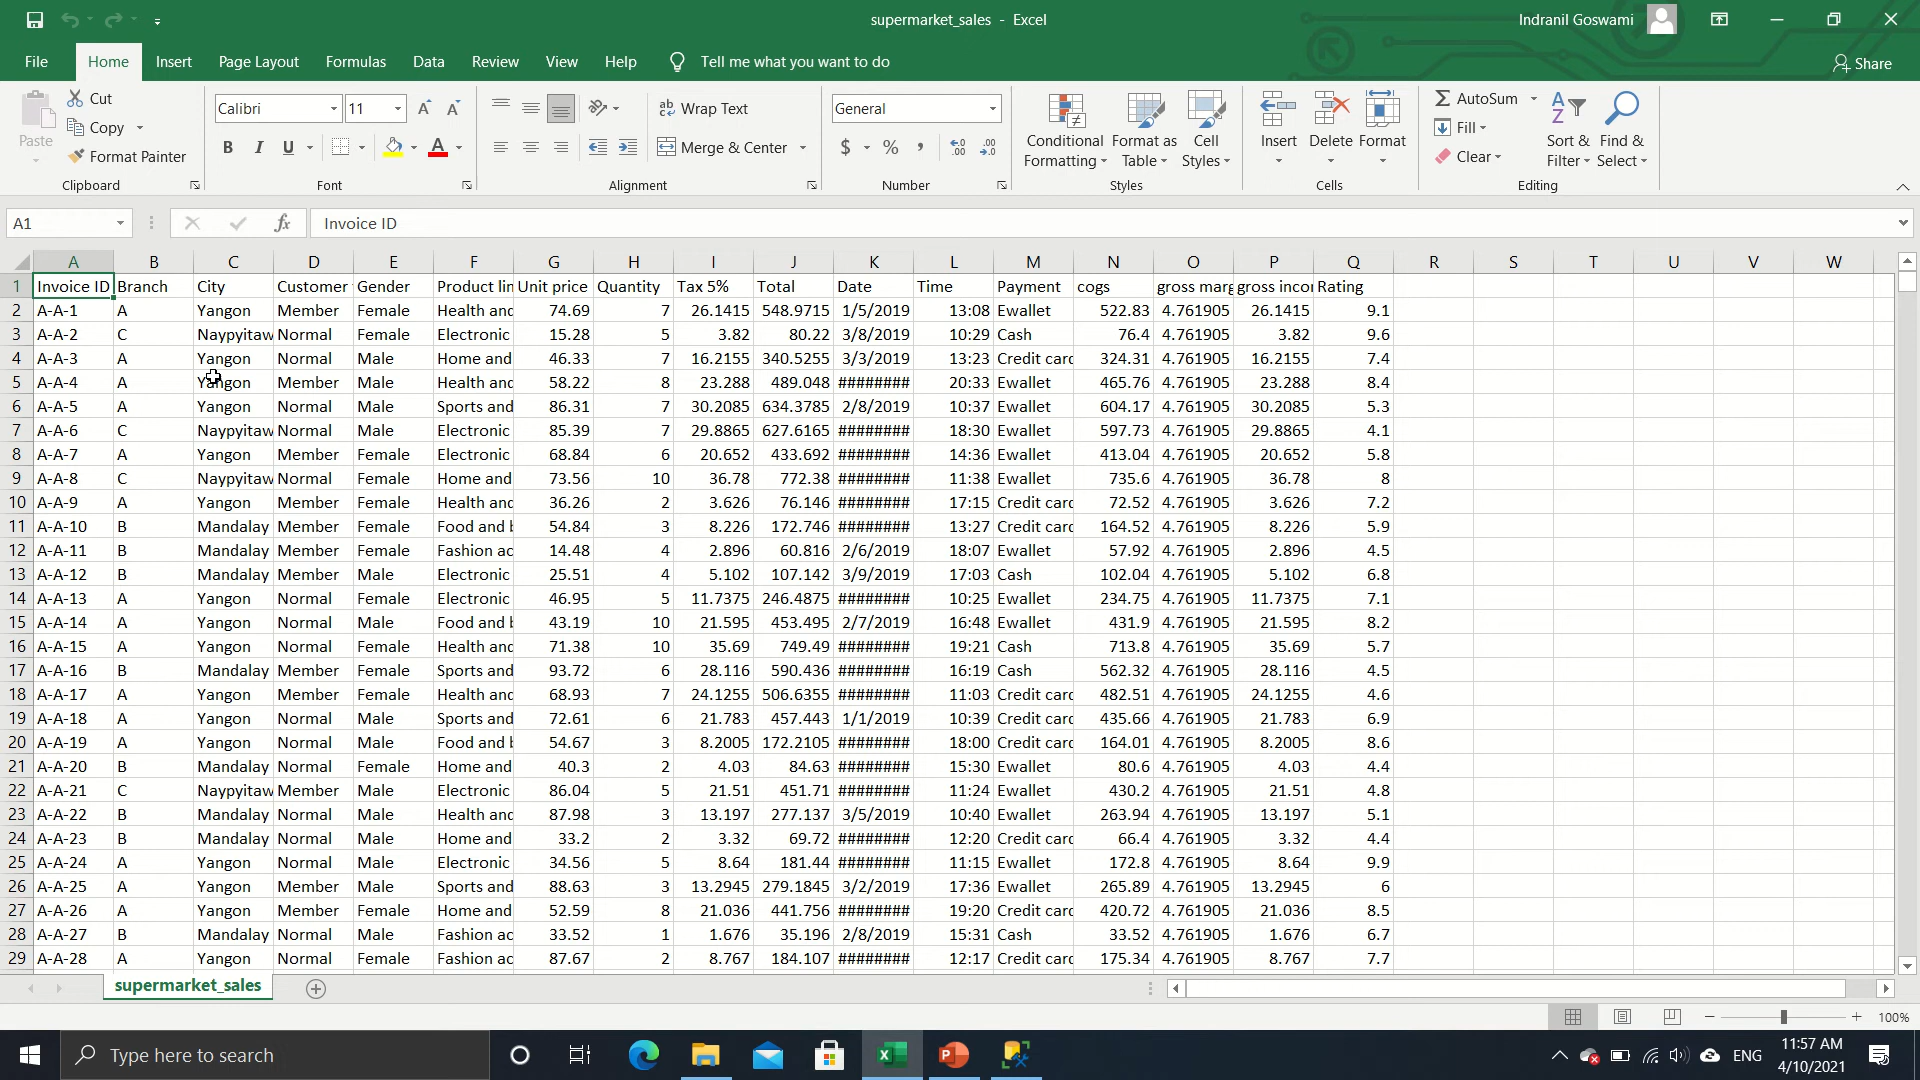 supermarket_sales - Excel
Indranil Goswami
File Home Insert Page Layout Formulas Data Review View Help Tell me what you want to do Share
Paste Cut Copy Format Painter Clipboard
Calibri 11 B I U A Font
Wrap Text Merge & Center Alignment
General $ % , Number
Conditional Formatting Format as Table Cell Styles Styles
Insert Delete Format Cells
AutoSum Fill Clear Sort & Filter Find & Select Editing
A1 fx Invoice ID
A B C D E F G H I J K L M N O P Q R S T U V W
1 Invoice ID Branch City Customer Gender Product lin Unit price Quantity Tax 5% Total Date Time Payment cogs gross marg gross incor Rating
2 A-A-1 A Yangon Member Female Health and 74.69 7 26.1415 548.9715 1/5/2019 13:08 Ewallet 522.83 4.761905 26.1415 9.1
3 A-A-2 C Naypyitaw Normal Female Electronic 15.28 5 3.82 80.22 3/8/2019 10:29 Cash 76.4 4.761905 3.82 9.6
4 A-A-3 A Yangon Normal Male Home and 46.33 7 16.2155 340.5255 3/3/2019 13:23 Credit card 324.31 4.761905 16.2155 7.4
5 A-A-4 A Yangon Member Male Health and 58.22 8 23.288 489.048 ######## 20:33 Ewallet 465.76 4.761905 23.288 8.4
6 A-A-5 A Yangon Normal Male Sports and 86.31 7 30.2085 634.3785 2/8/2019 10:37 Ewallet 604.17 4.761905 30.2085 5.3
7 A-A-6 C Naypyitaw Normal Male Electronic 85.39 7 29.8865 627.6165 ######## 18:30 Ewallet 597.73 4.761905 29.8865 4.1
8 A-A-7 A Yangon Member Female Electronic 68.84 6 20.652 433.692 ######## 14:36 Ewallet 413.04 4.761905 20.652 5.8
9 A-A-8 C Naypyitaw Normal Female Home and 73.56 10 36.78 772.38 ######## 11:38 Ewallet 735.6 4.761905 36.78 8
10 A-A-9 A Yangon Member Female Health and 36.26 2 3.626 76.146 ######## 17:15 Credit card 72.52 4.761905 3.626 7.2
11 A-A-10 B Mandalay Member Female Food and b 54.84 3 8.226 172.746 ######## 13:27 Credit card 164.52 4.761905 8.226 5.9
12 A-A-11 B Mandalay Member Female Fashion ac 14.48 4 2.896 60.816 2/6/2019 18:07 Ewallet 57.92 4.761905 2.896 4.5
13 A-A-12 B Mandalay Member Male Electronic 25.51 4 5.102 107.142 3/9/2019 17:03 Cash 102.04 4.761905 5.102 6.8
14 A-A-13 A Yangon Normal Female Electronic 46.95 5 11.7375 246.4875 ######## 10:25 Ewallet 234.75 4.761905 11.7375 7.1
15 A-A-14 A Yangon Normal Male Food and b 43.19 10 21.595 453.495 2/7/2019 16:48 Ewallet 431.9 4.761905 21.595 8.2
16 A-A-15 A Yangon Normal Female Health and 71.38 10 35.69 749.49 ######## 19:21 Cash 713.8 4.761905 35.69 5.7
17 A-A-16 B Mandalay Member Female Sports and 93.72 6 28.116 590.436 ######## 16:19 Cash 562.32 4.761905 28.116 4.5
18 A-A-17 A Yangon Member Female Health and 68.93 7 24.1255 506.6355 ######## 11:03 Credit card 482.51 4.761905 24.1255 4.6
19 A-A-18 A Yangon Normal Male Sports and 72.61 6 21.783 457.443 1/1/2019 10:39 Credit card 435.66 4.761905 21.783 6.9
20 A-A-19 A Yangon Normal Male Food and b 54.67 3 8.2005 172.2105 ######## 18:00 Credit card 164.01 4.761905 8.2005 8.6
21 A-A-20 B Mandalay Normal Female Home and 40.3 2 4.03 84.63 ######## 15:30 Ewallet 80.6 4.761905 4.03 4.4
22 A-A-21 C Naypyitaw Member Male Electronic 86.04 5 21.51 451.71 ######## 11:24 Ewallet 430.2 4.761905 21.51 4.8
23 A-A-22 B Mandalay Normal Male Health and 87.98 3 13.197 277.137 3/5/2019 10:40 Ewallet 263.94 4.761905 13.197 5.1
24 A-A-23 B Mandalay Normal Male Home and 33.2 2 3.32 69.72 ######## 12:20 Credit card 66.4 4.761905 3.32 4.4
25 A-A-24 A Yangon Normal Male Electronic 34.56 5 8.64 181.44 ######## 11:15 Ewallet 172.8 4.761905 8.64 9.9
26 A-A-25 A Yangon Member Male Sports and 88.63 3 13.2945 279.1845 3/2/2019 17:36 Ewallet 265.89 4.761905 13.2945 6
27 A-A-26 A Yangon Member Female Home and 52.59 8 21.036 441.756 ######## 19:20 Credit card 420.72 4.761905 21.036 8.5
28 A-A-27 B Mandalay Normal Male Fashion ac 33.52 1 1.676 35.196 2/8/2019 15:31 Cash 33.52 4.761905 1.676 6.7
29 A-A-28 A Yangon Normal Female Fashion ac 87.67 2 8.767 184.107 ######## 12:17 Credit card 175.34 4.761905 8.767 7.7
supermarket_sales
100%
Type here to search
ENG
11:57 AM
4/10/2021